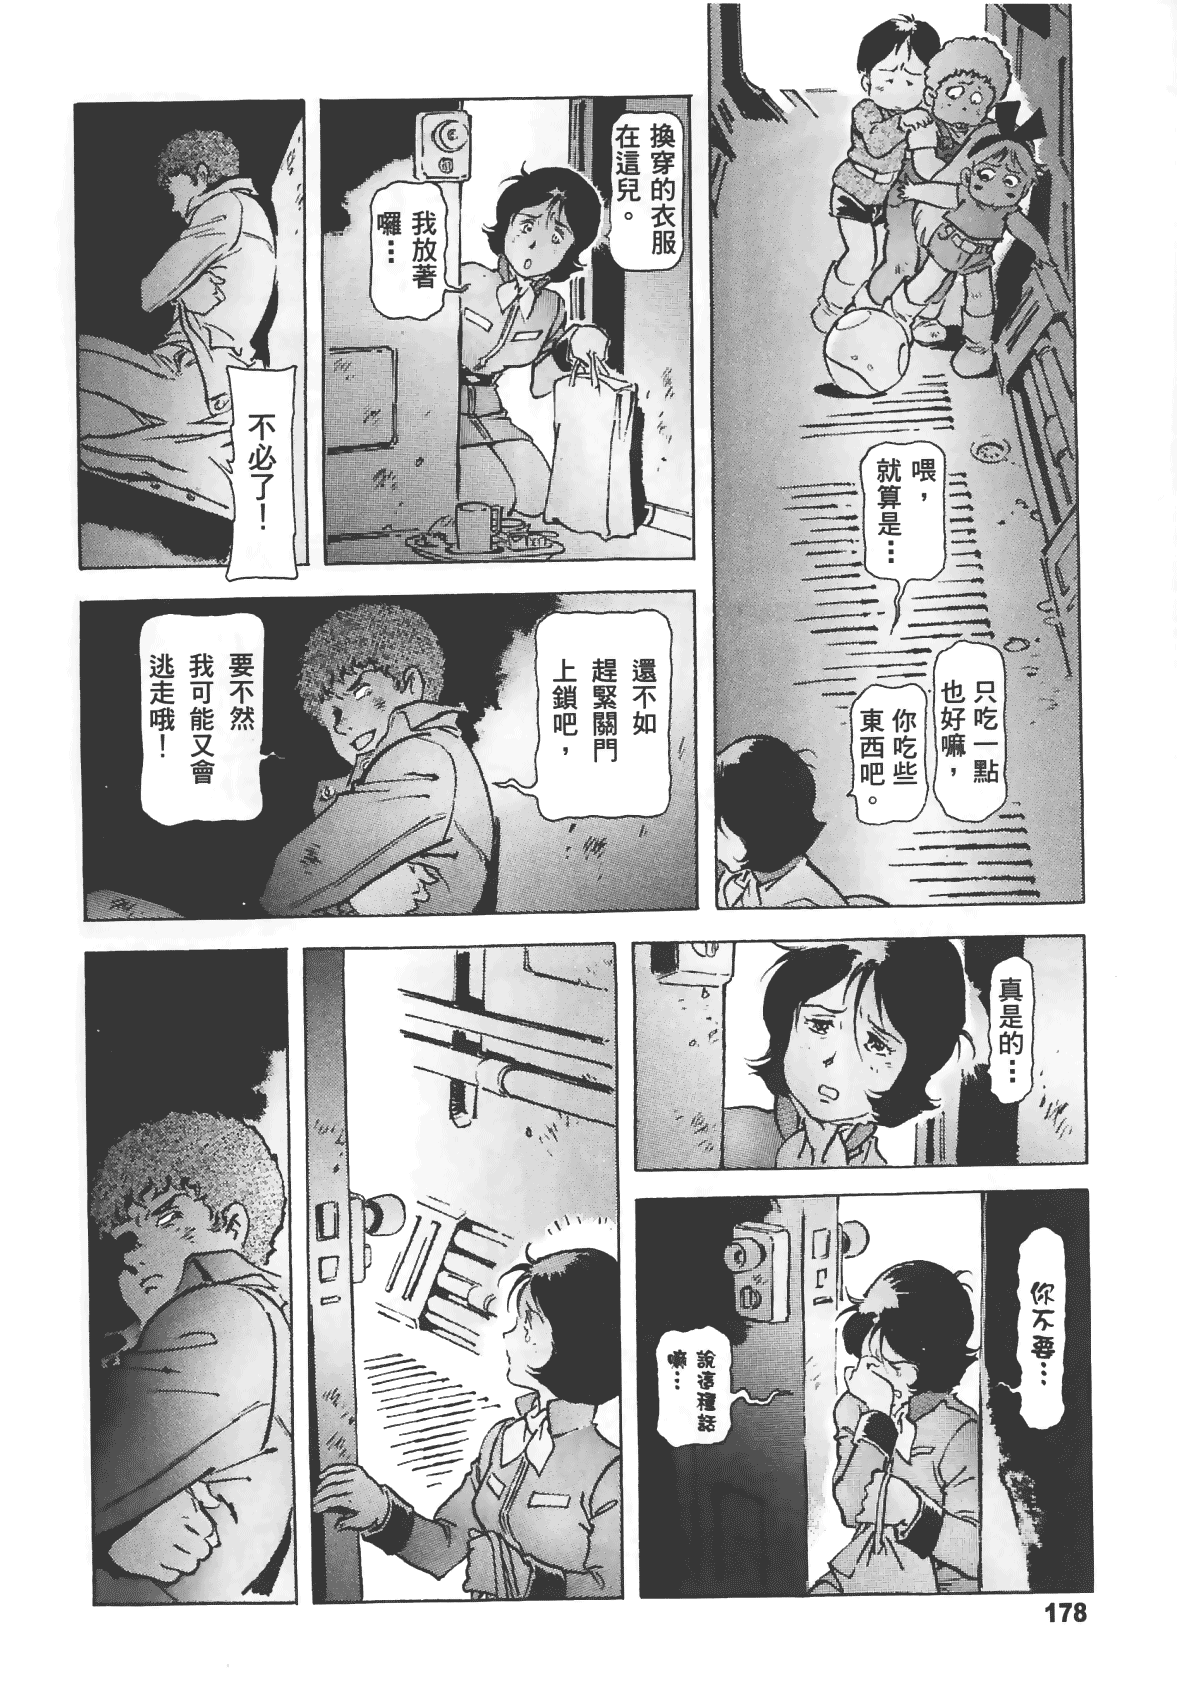 喂，
就算是…
只吃一點
也好嘛，
你吃些
東西吧。
換穿的衣服
在這兒。
我放著
囉…
不必了！
還不如
趕緊關門
上鎖吧，
要不然
我可能又會
逃走哦！
真是的…
你不要…
說這種話
嘛…
178